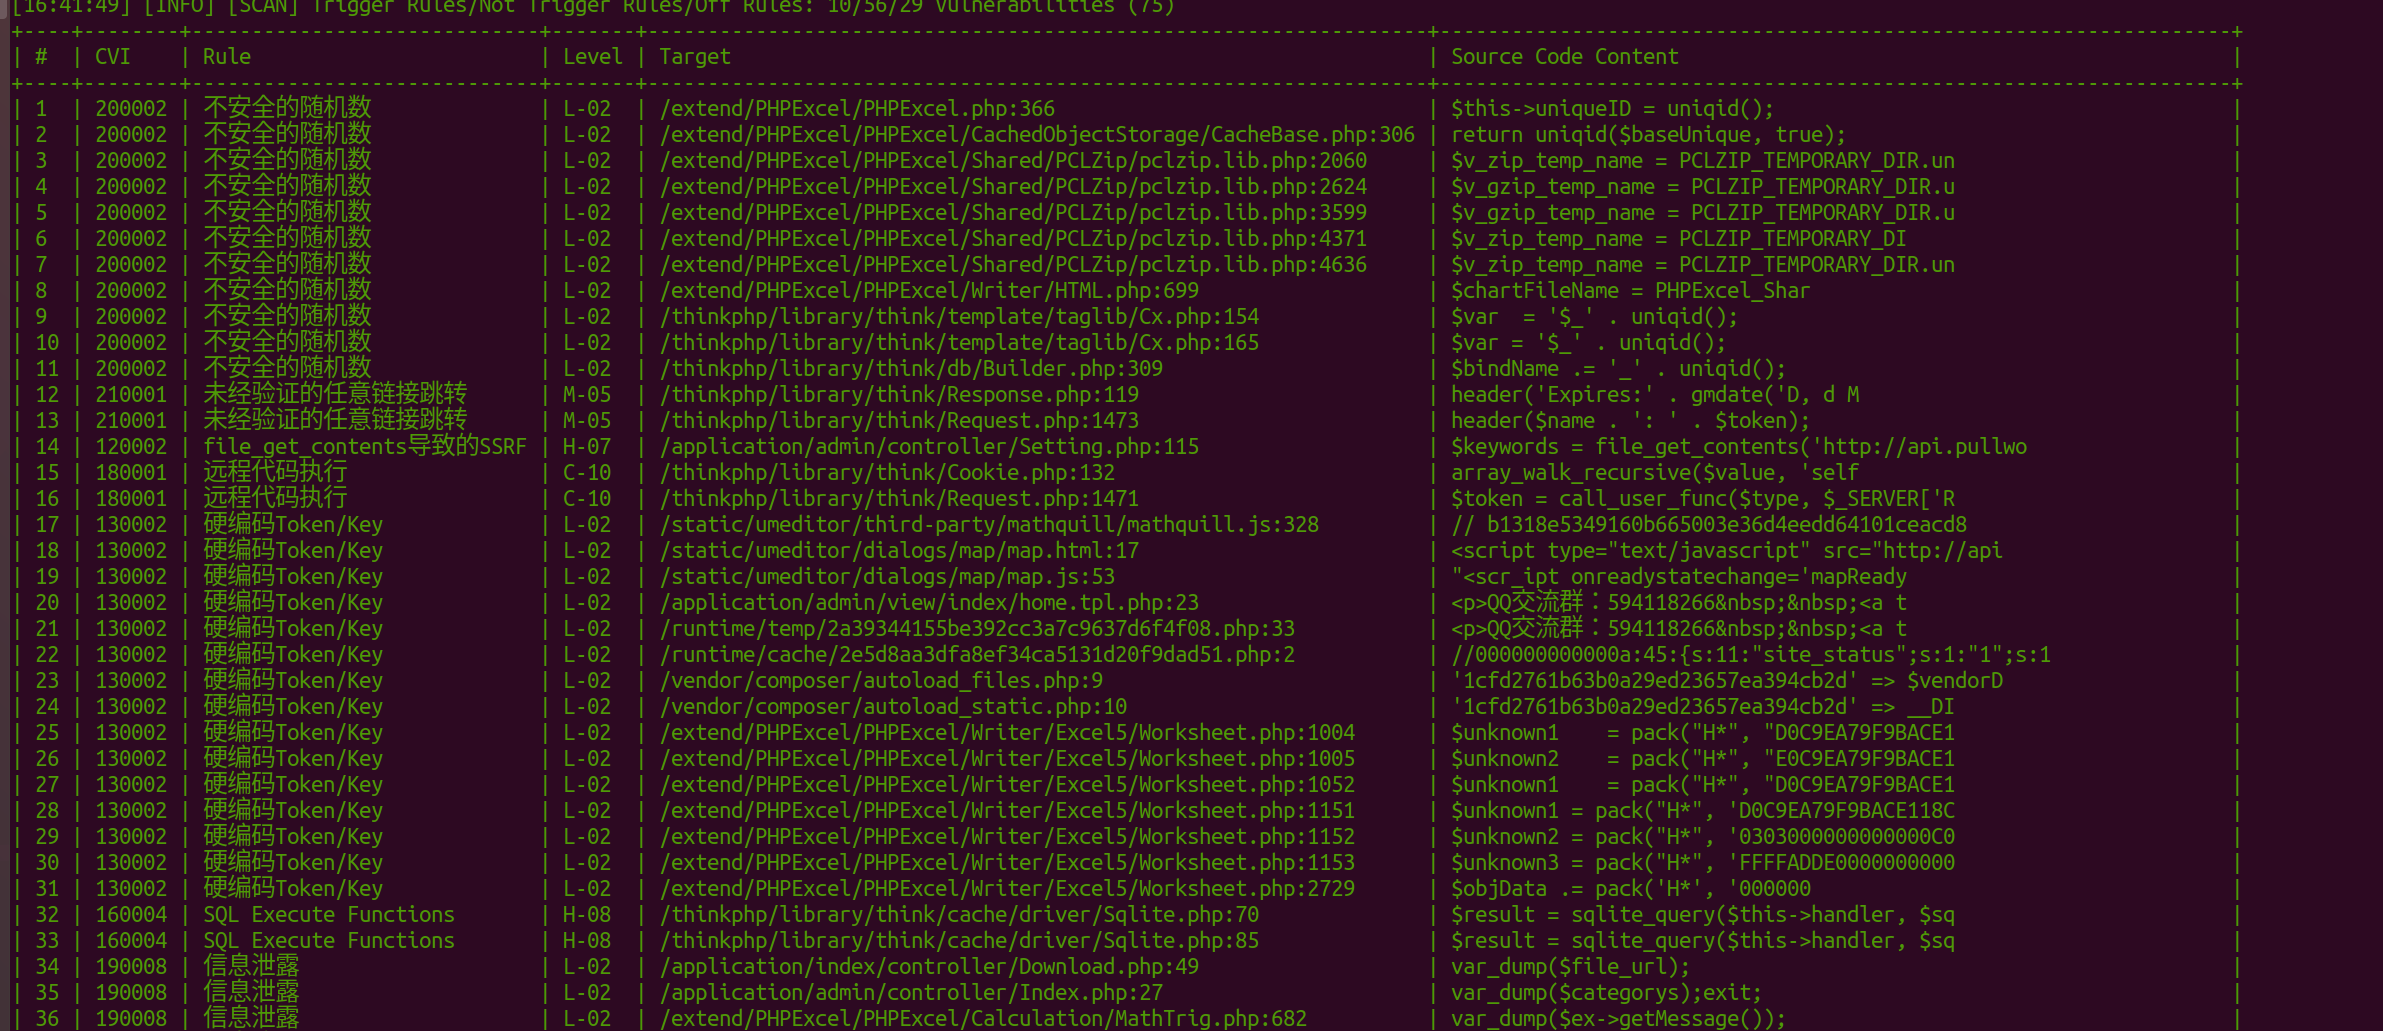 [16:41:49] [INFO] [SCAN] Trigger Rules/Not Trigger Rules/Off Rules: 10/56/29 Vulnerabilities (75)
+----+--------+-----------------------------+-------+-----------------------------------------------------------------+------------------------------------------------------------------+
| # | CVI | Rule | Level | Target | Source Code Content |
+----+--------+-----------------------------+-------+-----------------------------------------------------------------+------------------------------------------------------------------+
| 1 | 200002 | 不安全的随机数 | L-02 | /extend/PHPExcel/PHPExcel.php:366 | $this->uniqueID = uniqid(); |
| 2 | 200002 | 不安全的随机数 | L-02 | /extend/PHPExcel/PHPExcel/CachedObjectStorage/CacheBase.php:306 | return uniqid($baseUnique, true); |
| 3 | 200002 | 不安全的随机数 | L-02 | /extend/PHPExcel/PHPExcel/Shared/PCLZip/pclzip.lib.php:2060 | $v_zip_temp_name = PCLZIP_TEMPORARY_DIR.un |
| 4 | 200002 | 不安全的随机数 | L-02 | /extend/PHPExcel/PHPExcel/Shared/PCLZip/pclzip.lib.php:2624 | $v_gzip_temp_name = PCLZIP_TEMPORARY_DIR.u |
| 5 | 200002 | 不安全的随机数 | L-02 | /extend/PHPExcel/PHPExcel/Shared/PCLZip/pclzip.lib.php:3599 | $v_gzip_temp_name = PCLZIP_TEMPORARY_DIR.u |
| 6 | 200002 | 不安全的随机数 | L-02 | /extend/PHPExcel/PHPExcel/Shared/PCLZip/pclzip.lib.php:4371 | $v_zip_temp_name = PCLZIP_TEMPORARY_DI |
| 7 | 200002 | 不安全的随机数 | L-02 | /extend/PHPExcel/PHPExcel/Shared/PCLZip/pclzip.lib.php:4636 | $v_zip_temp_name = PCLZIP_TEMPORARY_DIR.un |
| 8 | 200002 | 不安全的随机数 | L-02 | /extend/PHPExcel/PHPExcel/Writer/HTML.php:699 | $chartFileName = PHPExcel_Shar |
| 9 | 200002 | 不安全的随机数 | L-02 | /thinkphp/library/think/template/taglib/Cx.php:154 | $var  = '$_' . uniqid(); |
| 10 | 200002 | 不安全的随机数 | L-02 | /thinkphp/library/think/template/taglib/Cx.php:165 | $var = '$_' . uniqid(); |
| 11 | 200002 | 不安全的随机数 | L-02 | /thinkphp/library/think/db/Builder.php:309 | $bindName .= '_' . uniqid(); |
| 12 | 210001 | 未经验证的任意链接跳转 | M-05 | /thinkphp/library/think/Response.php:119 | header('Expires:' . gmdate('D, d M |
| 13 | 210001 | 未经验证的任意链接跳转 | M-05 | /thinkphp/library/think/Request.php:1473 | header($name . ': ' . $token); |
| 14 | 120002 | file_get_contents导致的SSRF | H-07 | /application/admin/controller/Setting.php:115 | $keywords = file_get_contents('http://api.pullwo |
| 15 | 180001 | 远程代码执行 | C-10 | /thinkphp/library/think/Cookie.php:132 | array_walk_recursive($value, 'self |
| 16 | 180001 | 远程代码执行 | C-10 | /thinkphp/library/think/Request.php:1471 | $token = call_user_func($type, $_SERVER['R |
| 17 | 130002 | 硬编码Token/Key | L-02 | /static/umeditor/third-party/mathquill/mathquill.js:328 | // b1318e5349160b665003e36d4eedd64101ceacd8 |
| 18 | 130002 | 硬编码Token/Key | L-02 | /static/umeditor/dialogs/map/map.html:17 | <script type="text/javascript" src="http://api |
| 19 | 130002 | 硬编码Token/Key | L-02 | /static/umeditor/dialogs/map/map.js:53 | "<scr_ipt onreadystatechange='mapReady |
| 20 | 130002 | 硬编码Token/Key | L-02 | /application/admin/view/index/home.tpl.php:23 | <p>QQ交流群：594118266&nbsp;&nbsp;<a t |
| 21 | 130002 | 硬编码Token/Key | L-02 | /runtime/temp/2a39344155be392cc3a7c9637d6f4f08.php:33 | <p>QQ交流群：594118266&nbsp;&nbsp;<a t |
| 22 | 130002 | 硬编码Token/Key | L-02 | /runtime/cache/2e5d8aa3dfa8ef34ca5131d20f9dad51.php:2 | //000000000000a:45:{s:11:"site_status";s:1:"1";s:1 |
| 23 | 130002 | 硬编码Token/Key | L-02 | /vendor/composer/autoload_files.php:9 | '1cfd2761b63b0a29ed23657ea394cb2d' => $vendorD |
| 24 | 130002 | 硬编码Token/Key | L-02 | /vendor/composer/autoload_static.php:10 | '1cfd2761b63b0a29ed23657ea394cb2d' => __DI |
| 25 | 130002 | 硬编码Token/Key | L-02 | /extend/PHPExcel/PHPExcel/Writer/Excel5/Worksheet.php:1004 | $unknown1    = pack("H*", "D0C9EA79F9BACE1 |
| 26 | 130002 | 硬编码Token/Key | L-02 | /extend/PHPExcel/PHPExcel/Writer/Excel5/Worksheet.php:1005 | $unknown2    = pack("H*", "E0C9EA79F9BACE1 |
| 27 | 130002 | 硬编码Token/Key | L-02 | /extend/PHPExcel/PHPExcel/Writer/Excel5/Worksheet.php:1052 | $unknown1    = pack("H*", "D0C9EA79F9BACE1 |
| 28 | 130002 | 硬编码Token/Key | L-02 | /extend/PHPExcel/PHPExcel/Writer/Excel5/Worksheet.php:1151 | $unknown1 = pack("H*", 'D0C9EA79F9BACE118C |
| 29 | 130002 | 硬编码Token/Key | L-02 | /extend/PHPExcel/PHPExcel/Writer/Excel5/Worksheet.php:1152 | $unknown2 = pack("H*", '0303000000000000C0 |
| 30 | 130002 | 硬编码Token/Key | L-02 | /extend/PHPExcel/PHPExcel/Writer/Excel5/Worksheet.php:1153 | $unknown3 = pack("H*", 'FFFFADDE0000000000 |
| 31 | 130002 | 硬编码Token/Key | L-02 | /extend/PHPExcel/PHPExcel/Writer/Excel5/Worksheet.php:2729 | $objData .= pack('H*', '000000 |
| 32 | 160004 | SQL Execute Functions | H-08 | /thinkphp/library/think/cache/driver/Sqlite.php:70 | $result = sqlite_query($this->handler, $sq |
| 33 | 160004 | SQL Execute Functions | H-08 | /thinkphp/library/think/cache/driver/Sqlite.php:85 | $result = sqlite_query($this->handler, $sq |
| 34 | 190008 | 信息泄露 | L-02 | /application/index/controller/Download.php:49 | var_dump($file_url); |
| 35 | 190008 | 信息泄露 | L-02 | /application/admin/controller/Index.php:27 | var_dump($categorys);exit; |
| 36 | 190008 | 信息泄露 | L-02 | /extend/PHPExcel/PHPExcel/Calculation/MathTrig.php:682 | var_dump($ex->getMessage()); |